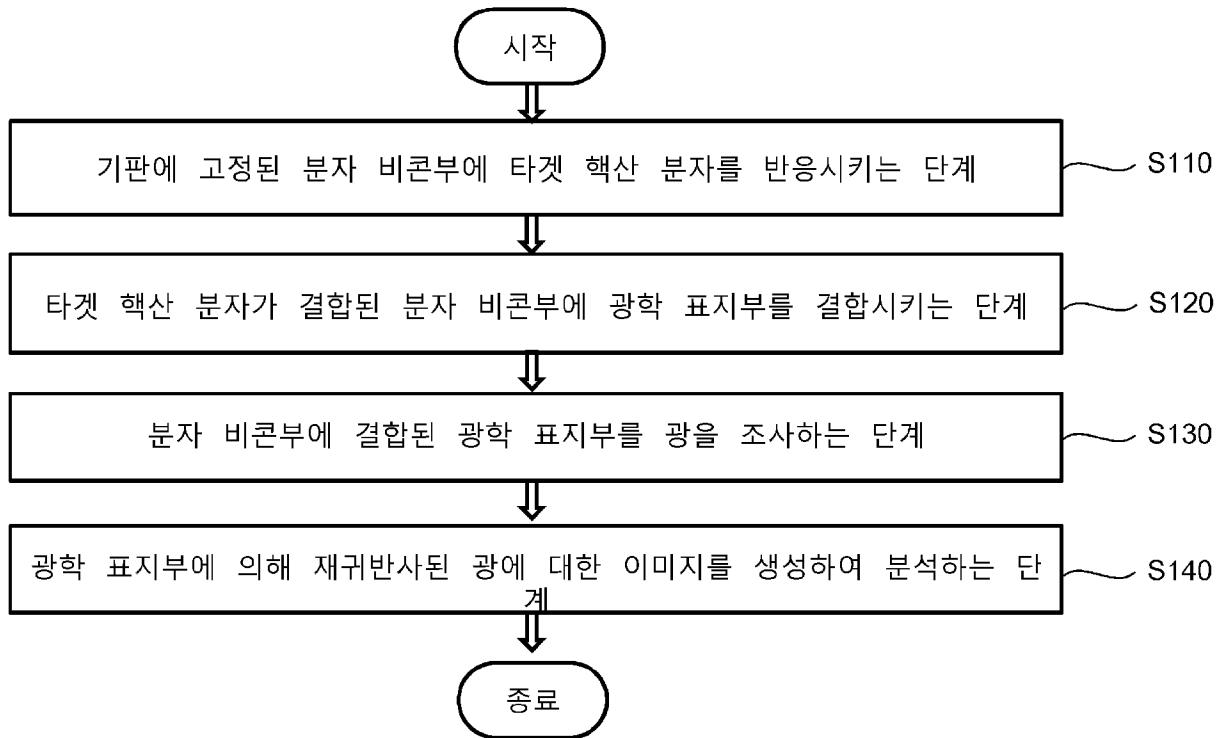 시작
기판에 고정된 분자 비콘부에 타겟 핵산 분자를 반응시키는 단계
S110
타겟 핵산 분자가 결합된 분자 비콘부에 광학 표지부를 결합시키는 단계
S120
분자 비콘부에 결합된 광학 표지부를 광을 조사하는 단계
S130
광학 표지부에 의해 재귀반사된 광에 대한 이미지를 생성하여 분석하는 단
계
S140
종료